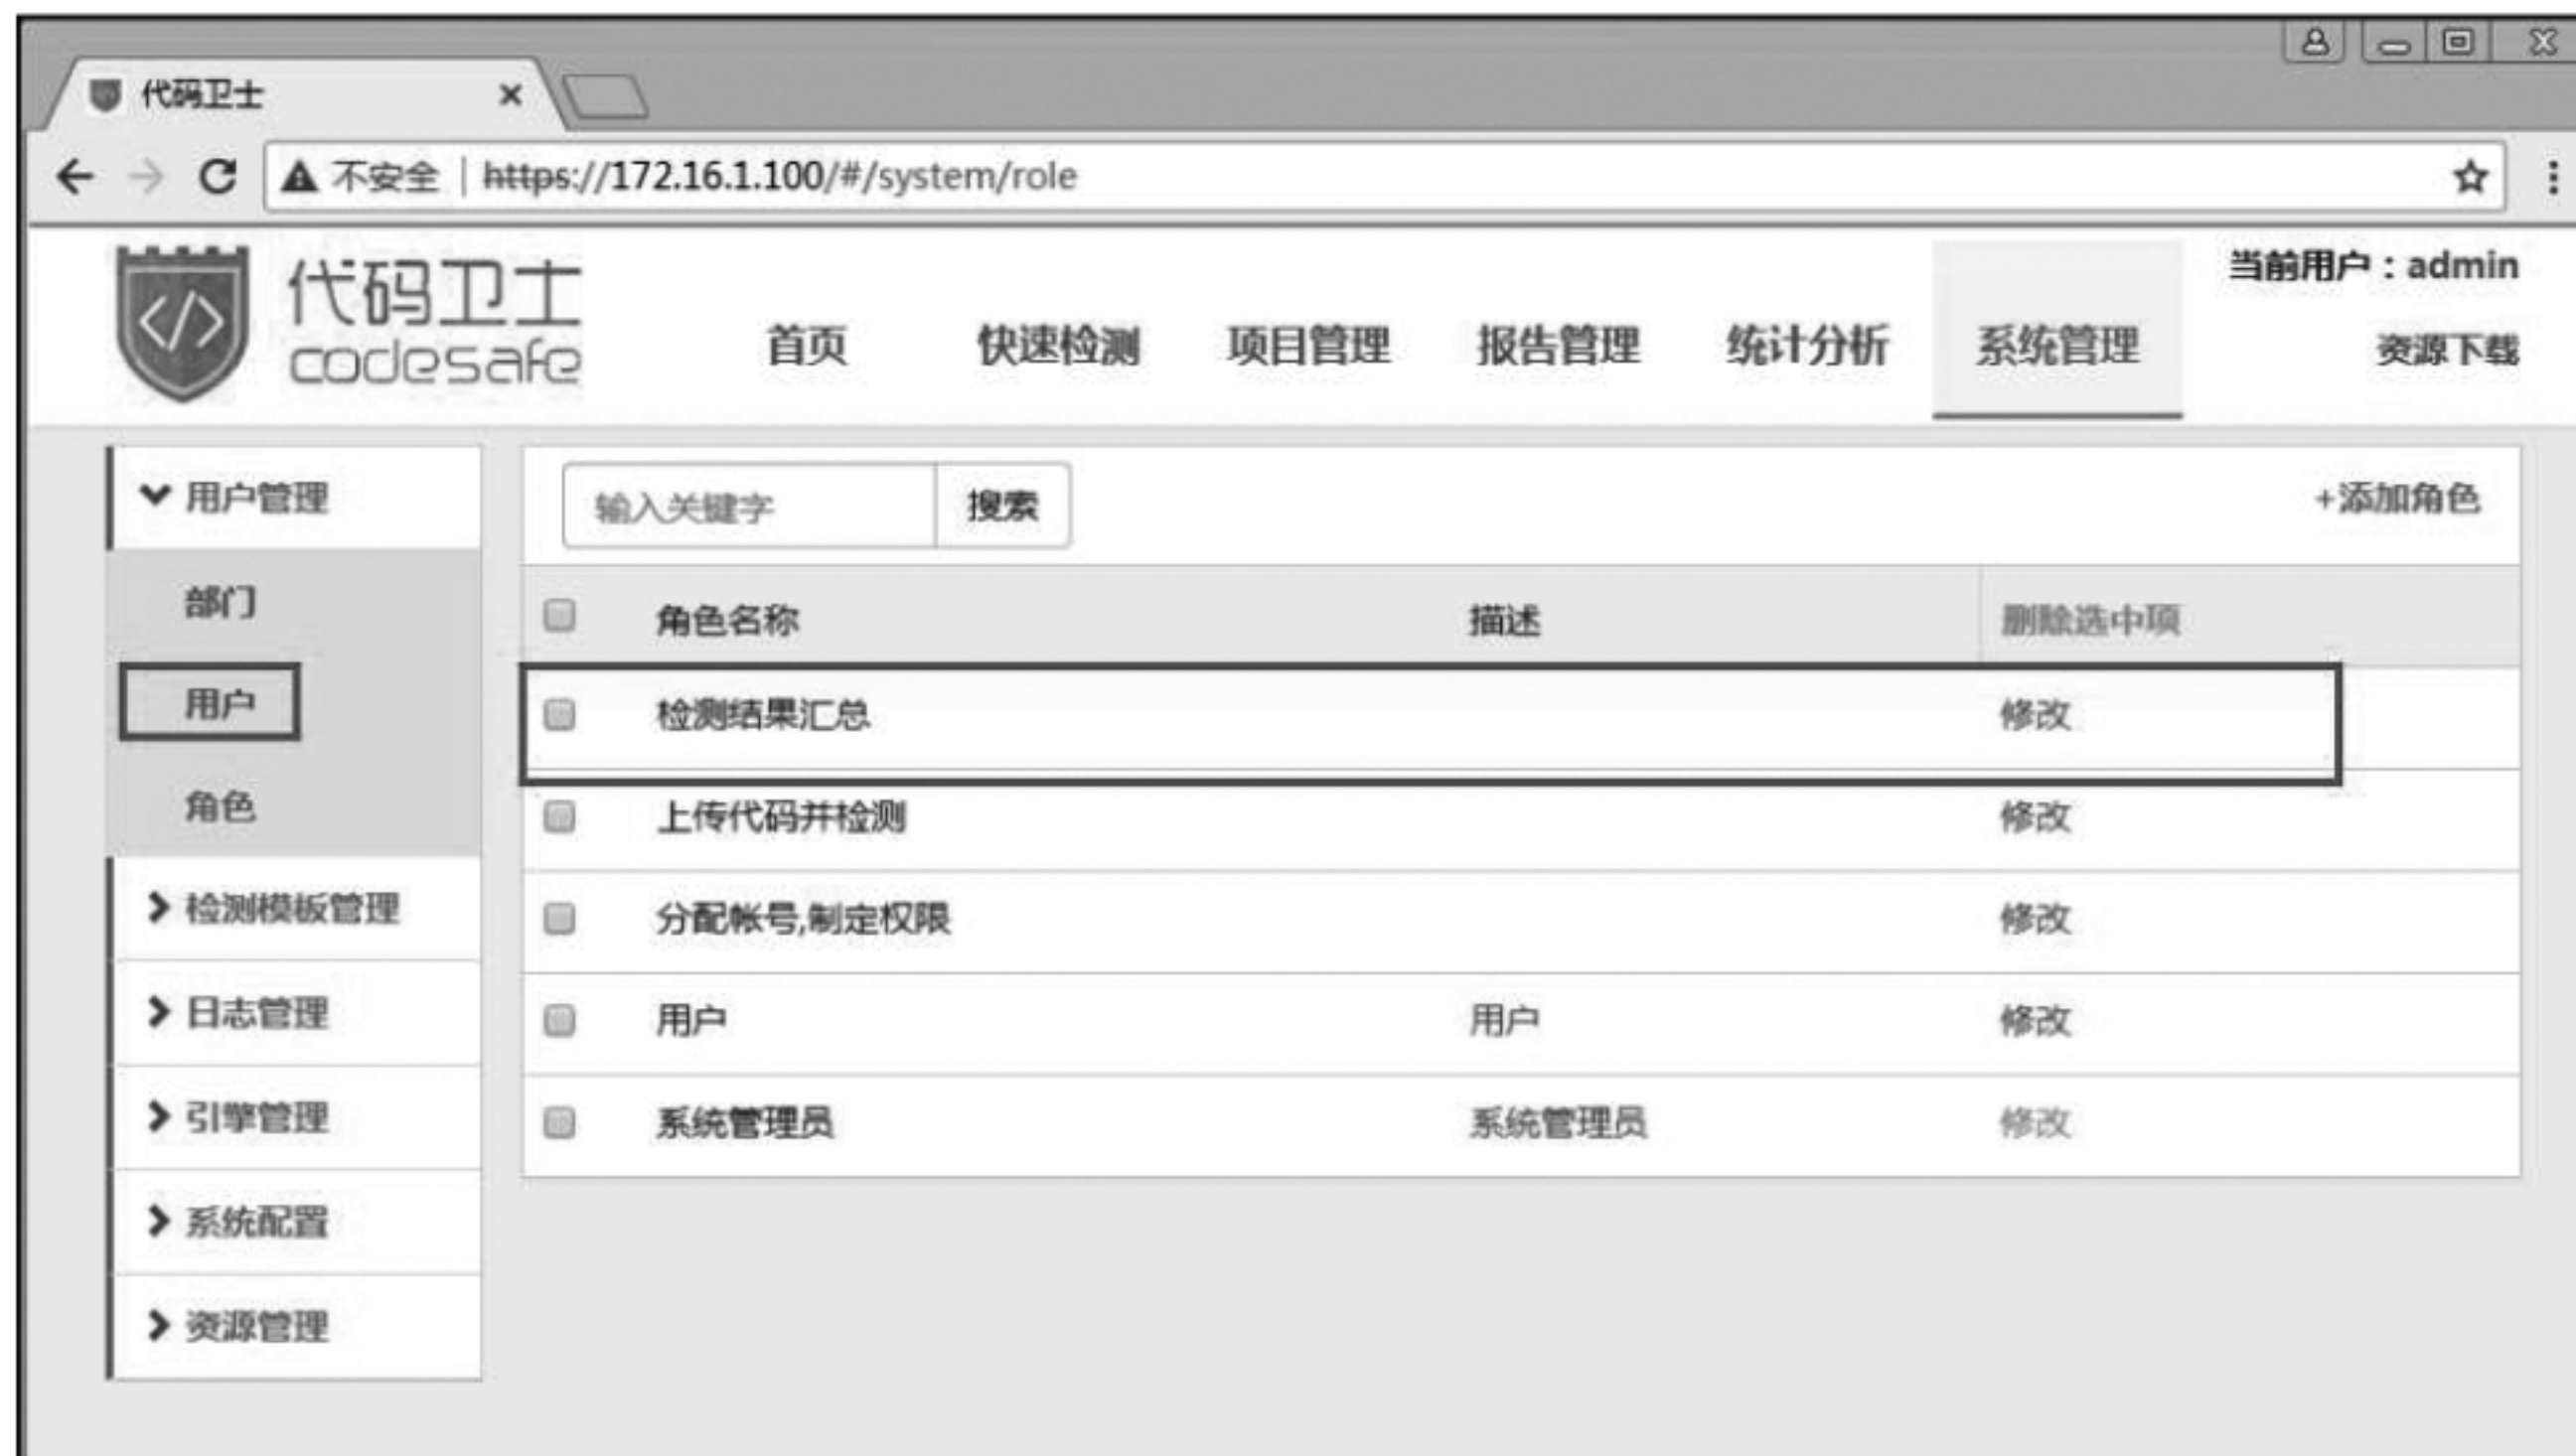 代码卫士
不安全 https://172.16.1.100/#/system/role
代码卫士
codesafe
首页 快速检测 项目管理 报告管理 统计分析 系统管理
当前用户：admin
资源下载
用户管理
部门
用户
角色
检测模板管理
日志管理
引擎管理
系统配置
资源管理
输入关键字 搜索 +添加角色
角色名称 描述 删除选中项
检测结果汇总 修改
上传代码并检测 修改
分配帐号,制定权限 修改
用户 用户 修改
系统管理员 系统管理员 修改